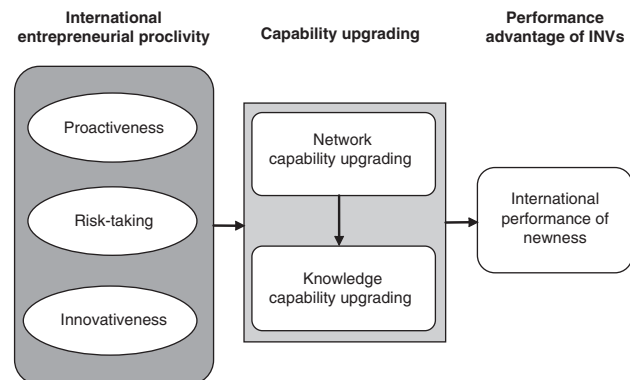 International
entrepreneurial proclivity
Capability upgrading
Performance
advantage of INVs
Proactiveness
Risk-taking
Innovativeness
Network
capability upgrading
Knowledge
capability upgrading
International
performance of
newness